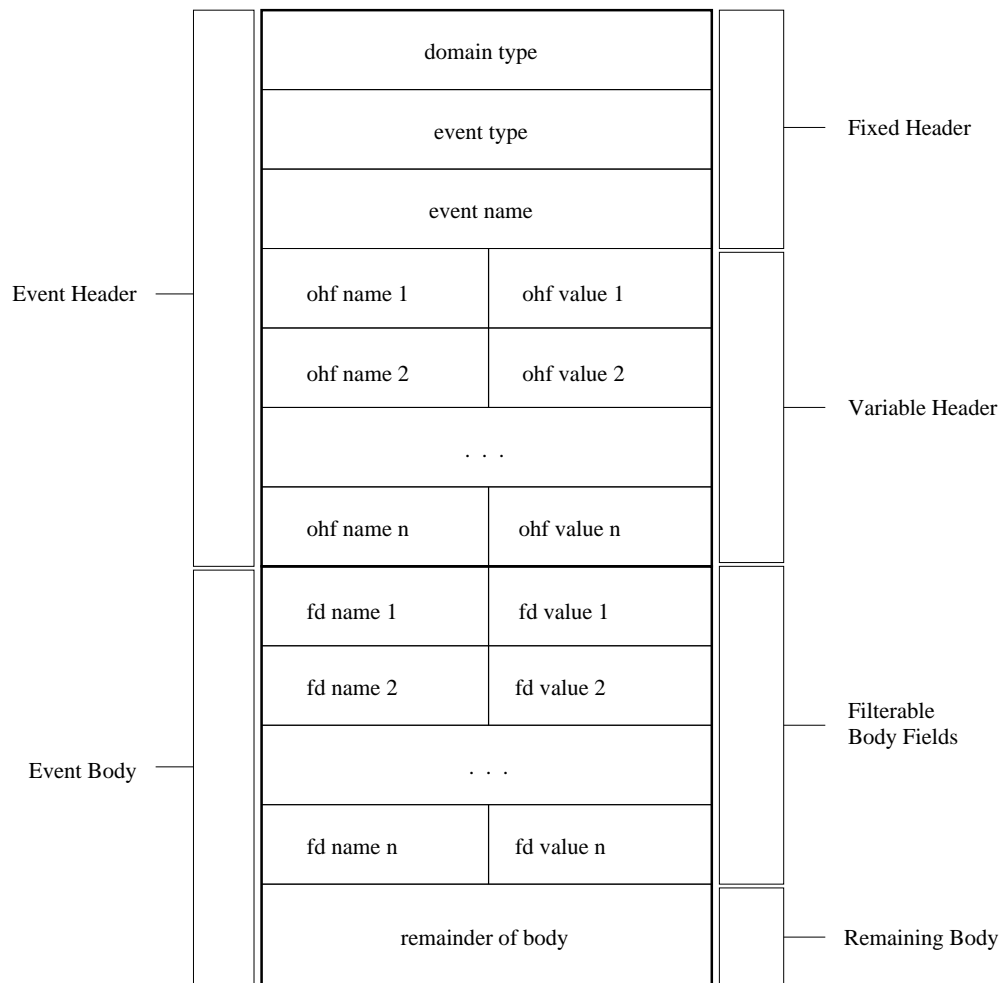 domain type
event type
Fixed Header
event name
Event Header
ohf name 1 ohf value 1
ohf name 2 ohf value 2
Variable Header
. . .
ohf name n ohf value n
fd name 1 fd value 1
fd name 2 fd value 2
Filterable
Body Fields
Event Body
. . .
fd name n fd value n
remainder of body
Remaining Body